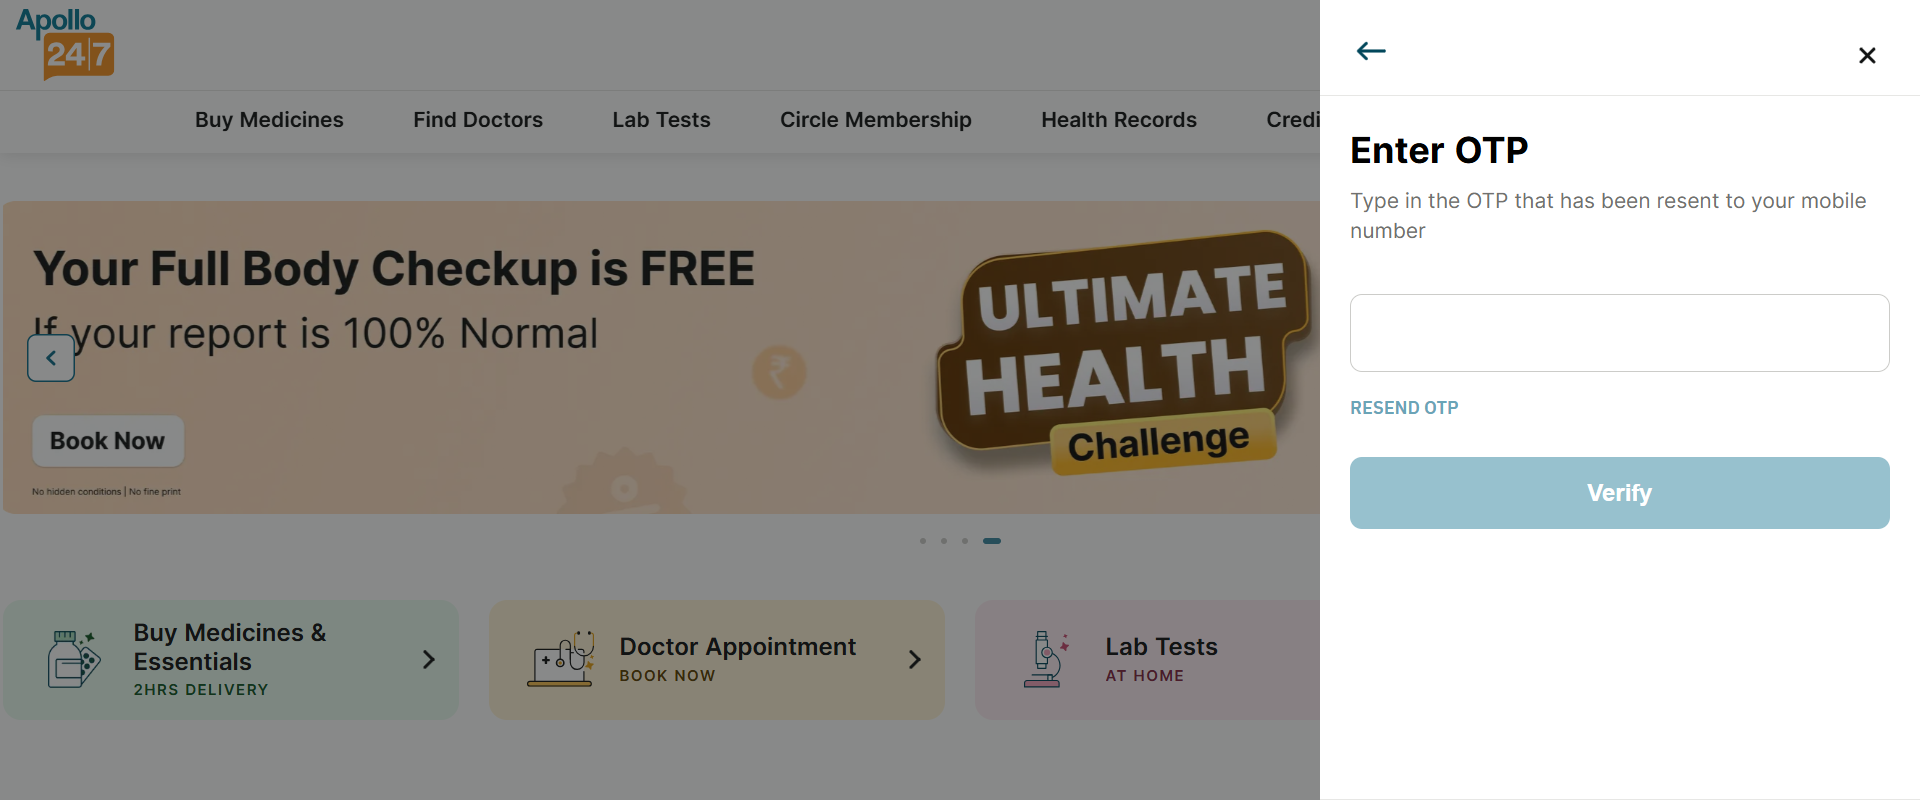 Apollo
24|7
Buy Medicines
Find Doctors
Lab Tests
Circle Membership
Health Records
Credi
Your Full Body Checkup is FREE
If your report is 100% Normal
Book Now
No hidden conditions | No fine print
₹
ULTIMATE
HEALTH
Challenge
Buy Medicines &
Essentials
2HRS DELIVERY
Doctor Appointment
BOOK NOW
Lab Tests
AT HOME
Enter OTP
Type in the OTP that has been resent to your mobile
number
RESEND OTP
Verify